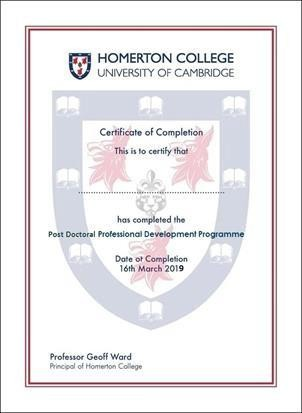 HOMERTON COLLEGE
UNIVERSITY OF CAMBRIDGE
Certificate of Completion
This is to certify that
has completed the
Post Doctoral Professional Development Programme
Date of Completion
16th March 2019
Professor Geoff Ward
Principal of Homerton College